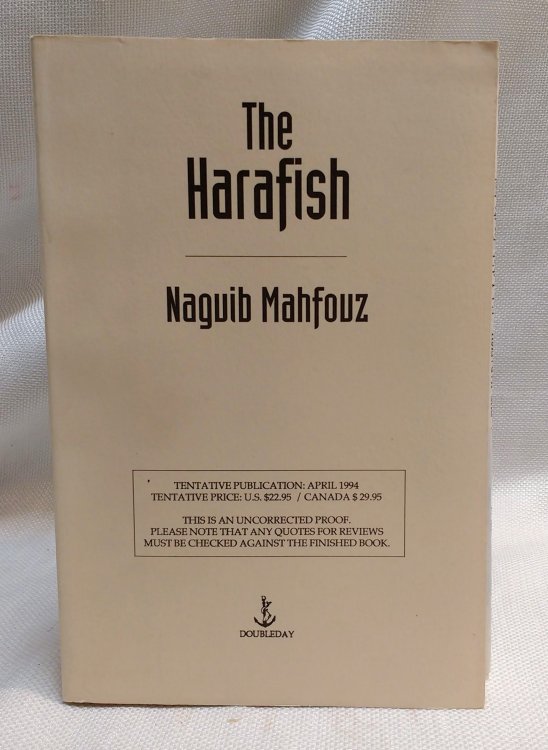 The
Harafish
Naguib Mahfouz
TENTATIVE PUBLICATION: APRIL 1994
TENTATIVE PRICE: U.S. $22.95 / CANADA $ 29.95
THIS IS AN UNCORRECTED PROOF.
PLEASE NOTE THAT ANY QUOTES FOR REVIEWS
MUST BE CHECKED AGAINST THE FINISHED BOOK.
DOUBLEDAY